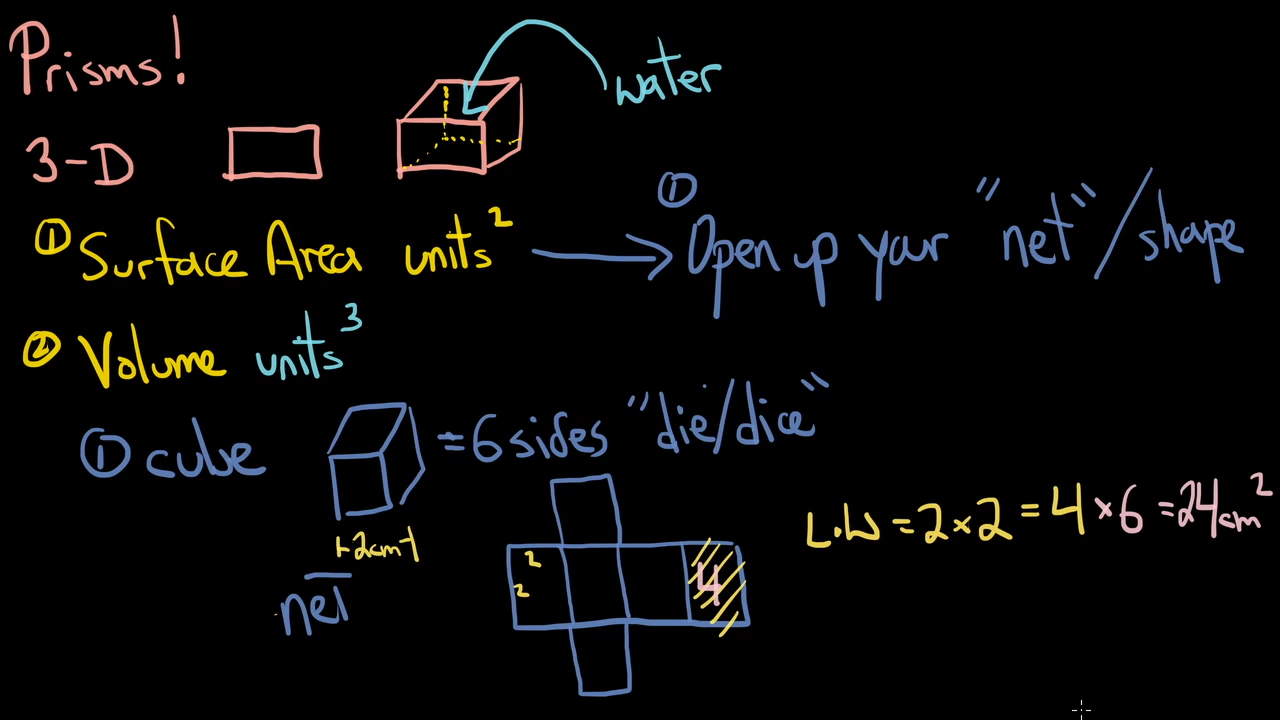 Prisms!
water
3-D
① Surface Area units² ⟶ ① Open up your "net"/shape
② Volume units³
① cube = 6 sides "die/dice"
2cm
net
2
2
4
L.W = 2 × 2 = 4 × 6 = 24cm²